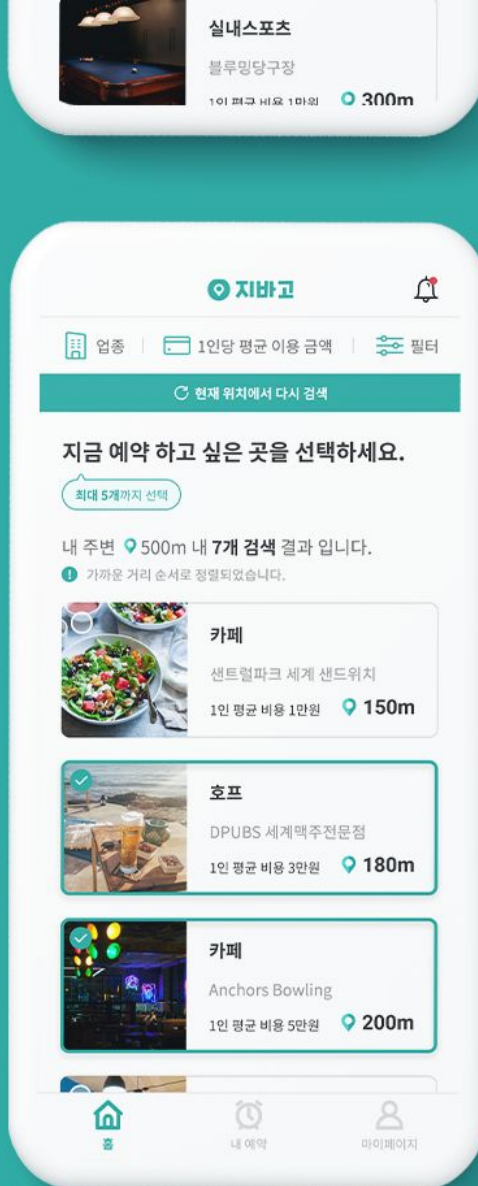 실내스포츠
블루밍당구장
1인 평균 비용 1만원 300m
지바고
업종 1인당 평균 이용 금액 필터
현재 위치에서 다시 검색
지금 예약 하고 싶은 곳을 선택하세요.
최대 5개까지 선택
내 주변 500m 내 7개 검색 결과 입니다.
가까운 거리 순서로 정렬되었습니다.
카페
샌트럴파크 세계 샌드위치
1인 평균 비용 1만원 150m
호프
DPUBS 세계맥주전문점
1인 평균 비용 3만원 180m
카페
Anchors Bowling
1인 평균 비용 5만원 200m
홈 내 예약 마이페이지